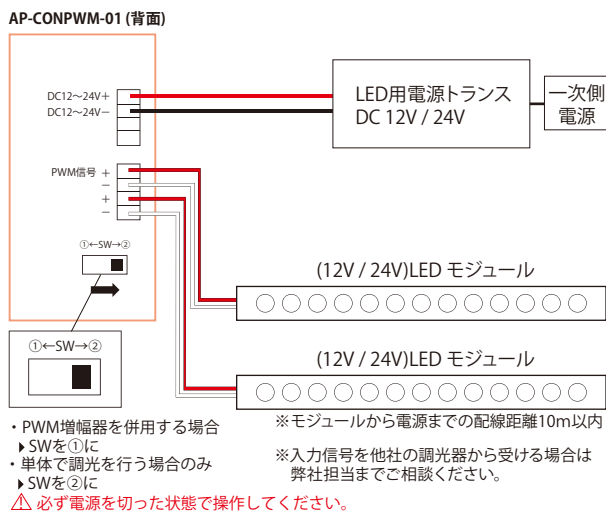 AP-CONPWM-01 (背面)
DC12〜24V+
DC12〜24V−
LED用電源トランス
DC 12V / 24V
一次側
電源
PWM信号 +
−
+
−
①←SW→②
(12V / 24V)LED モジュール
①←SW→②
(12V / 24V)LED モジュール
・PWM増幅器を併用する場合
▶SWを①に
・単体で調光を行う場合のみ
▶SWを②に
※モジュールから電源までの配線距離10m以内
※入力信号を他社の調光器から受ける場合は
弊社担当までご相談ください。
⚠ 必ず電源を切った状態で操作してください。